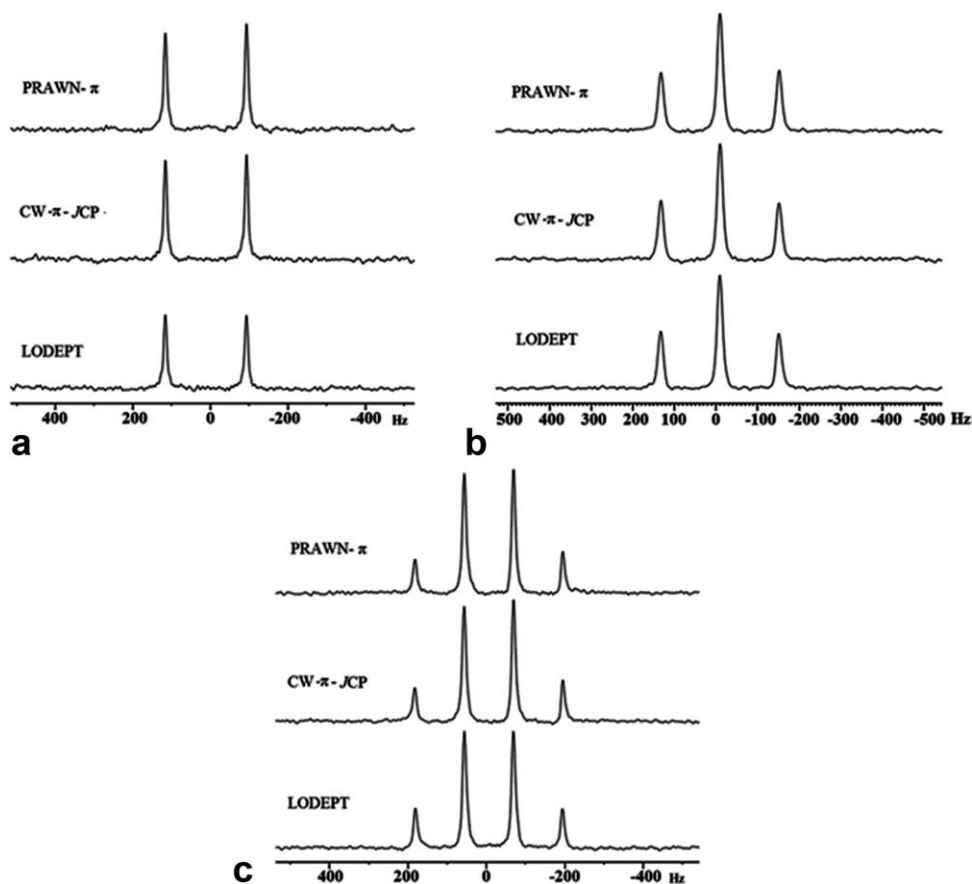 PRAWN- π
CW-π-JCP
LODEPT
400 200 0 -200 -400 Hz
a
PRAWN- π
CW-π-JCP
LODEPT
500 400 300 200 100 0 -100 -200 -300 -400 -500 Hz
b
PRAWN- π
CW-π-JCP
LODEPT
400 200 0 -200 -400 Hz
c